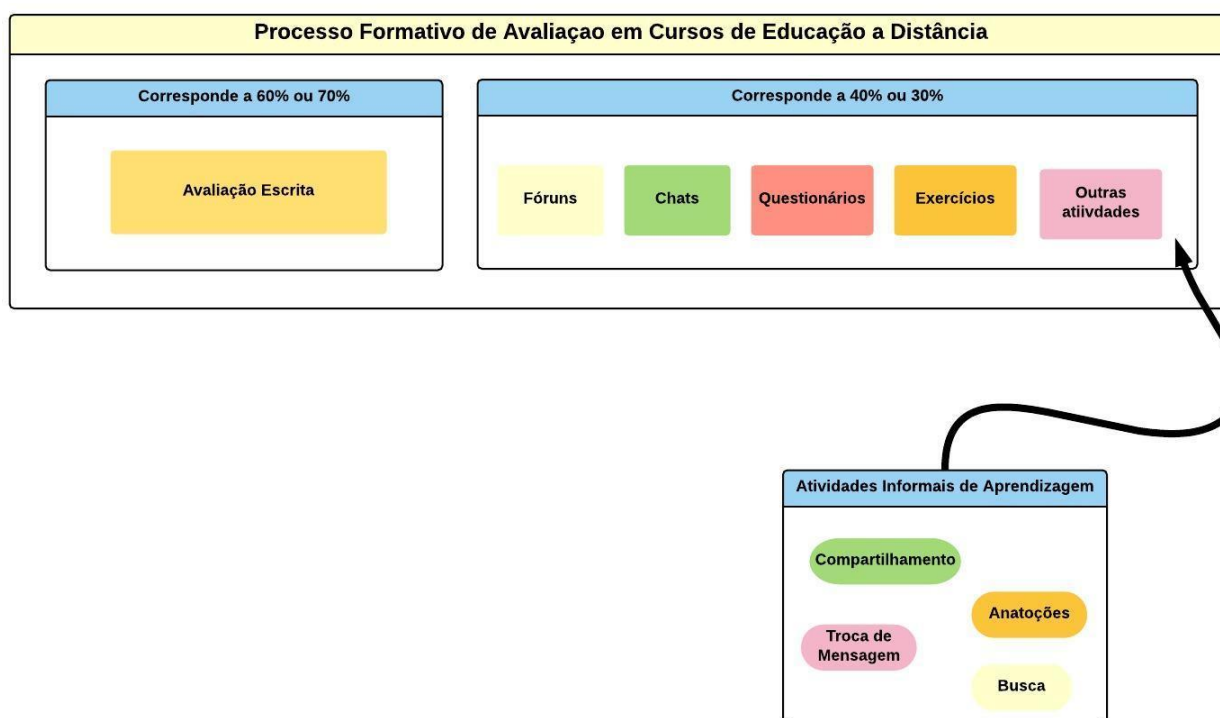 Processo Formativo de Avaliaçao em Cursos de Educação a Distância
Corresponde a 60% ou 70%
Avaliação Escrita
Corresponde a 40% ou 30%
Fóruns
Chats
Questionários
Exercícios
Outras
atiivdades
Atividades Informais de Aprendizagem
Compartilhamento
Anatoções
Troca de
Mensagem
Busca